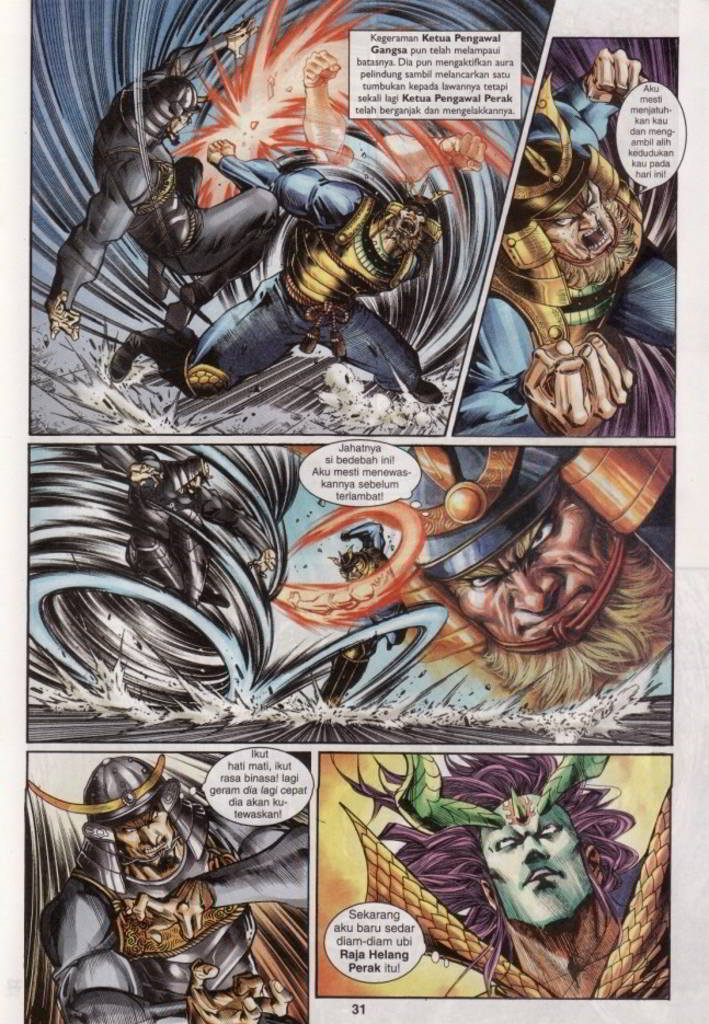 Kegeraman Ketua Pengawal
Gangsa pun telah melampaui
batasnya. Dia pun mengaktifkan aura
pelindung sambil melancarkan satu
tumbukan kepada lawannya tetapi
sekali lagi Ketua Pengawal Perak
telah berganjak dan mengelakkannya.
Aku
mesti
menjatuh-
kan kau
dan meng-
ambil alih
kedudukan
kau pada
hari ini!
Jahatnya
si bedebah ini!
Aku mesti menewas-
kannya sebelum
terlambat!
Ikut
hati mati, ikut
rasa binasa! lagi
geram dia lagi cepat
dia akan ku-
tewaskan!
Sekarang
aku baru sedar
diam-diam ubi
Raja Helang
Perak itu!
31